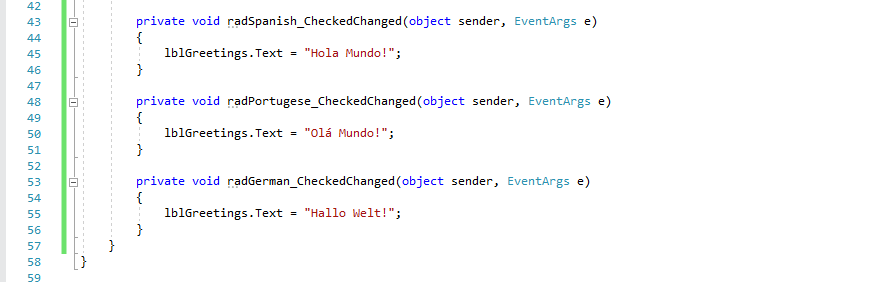 42
43 private void radSpanish_CheckedChanged(object sender, EventArgs e)
44 {
45 lblGreetings.Text = "Hola Mundo!";
46 }
47
48 private void radPortugese_CheckedChanged(object sender, EventArgs e)
49 {
50 lblGreetings.Text = "Olá Mundo!";
51 }
52
53 private void radGerman_CheckedChanged(object sender, EventArgs e)
54 {
55 lblGreetings.Text = "Hallo Welt!";
56 }
57 }
58 }
59